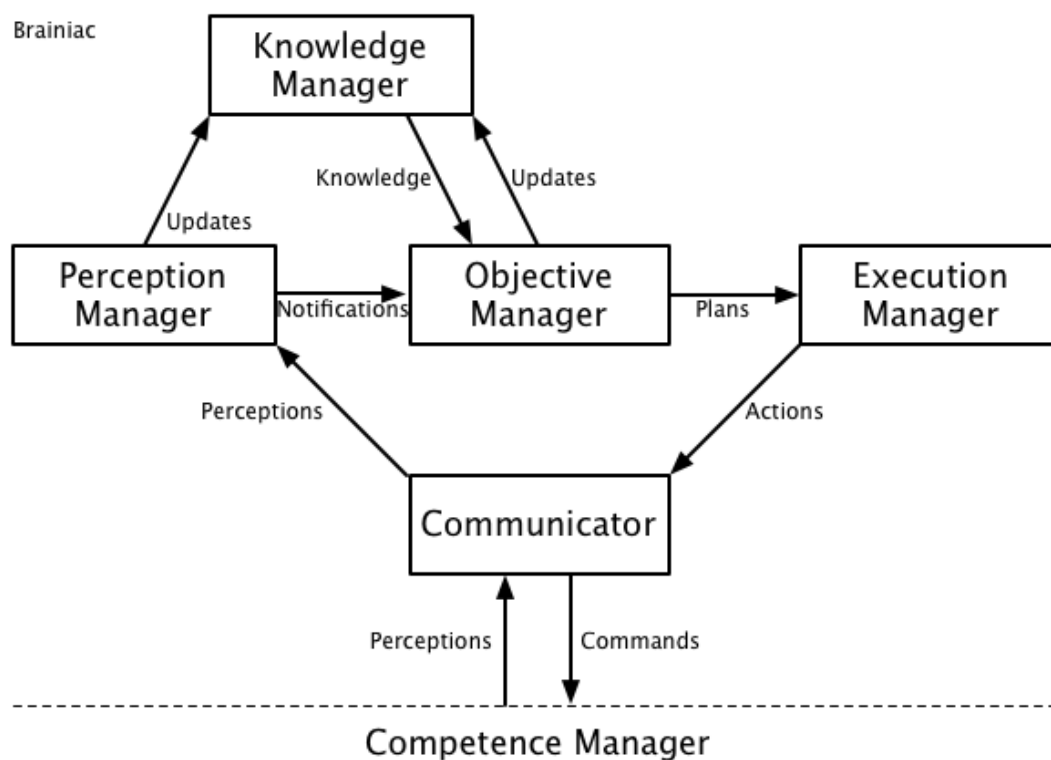 Brainiac
Knowledge
Manager
Knowledge
Updates
Updates
Perception
Manager
Notifications
Objective
Manager
Plans
Execution
Manager
Perceptions
Actions
Communicator
Perceptions
Commands
Competence Manager